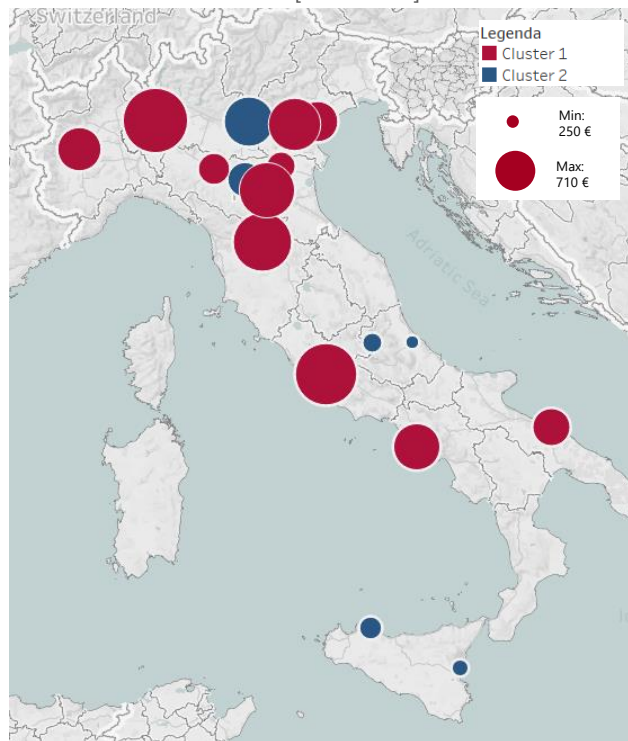 Switzerland
Legenda
Cluster 1
Cluster 2
Min:
250 €
Max:
710 €
Adriatic Sea